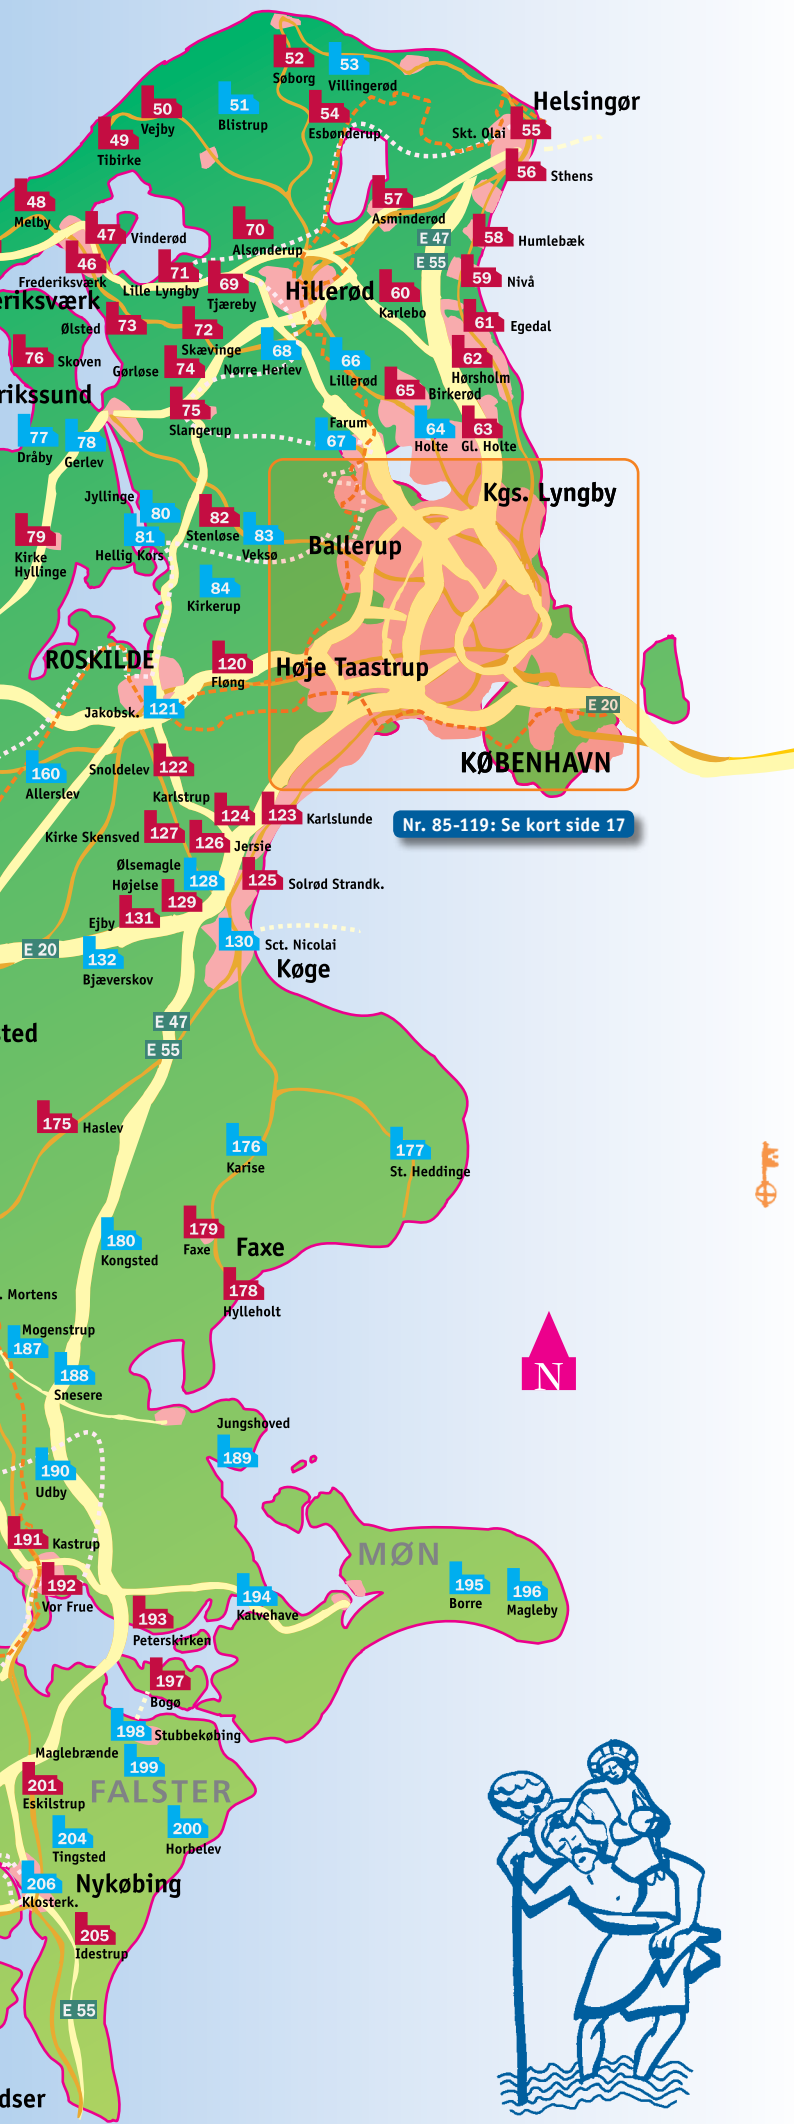 52
Søborg
53
Villingerød
50
Vejby
51
Blistrup
54
Esbønderup
Helsingør
Skt. Olai
55
49
Tibirke
56
Sthens
48
Melby
57
Asminderød
47
Vinderød
70
Alsønderup
E 47
E 55
58
Humlebæk
46
Frederiksværk
71
Lille Lyngby
69
Tjæreby
Hillerød
60
Karlebo
59
Nivå
eriksværk
Ølsted
73
72
Skævinge
61
Egedal
76
Skoven
Gørløse
74
68
Nørre Herlev
66
Lillerød
62
Hørsholm
65
Birkerød
rikssund
75
Slangerup
77
Dråby
78
Gerlev
Farum
67
64
Holte
63
Gl. Holte
Kgs. Lyngby
Jyllinge
80
81
Hellig Kors
82
Stenløse
83
Veksø
79
Kirke
Hyllinge
Ballerup
84
Kirkerup
ROSKILDE
120
Fløng
Høje Taastrup
Jakobsk.
121
E 20
KØBENHAVN
160
Allerslev
Snoldelev
122
Karlstrup
124
123
Karlslunde
Nr. 85-119: Se kort side 17
Kirke Skensved
127
126
Jersie
Ølsemagle
128
125
Solrød Strandk.
Højelse
129
Ejby
131
E 20
132
Bjæverskov
130
Sct. Nicolai
Køge
E 47
E 55
sted
175
Haslev
176
Karise
177
St. Heddinge
179
Faxe
Faxe
180
Kongsted
178
Hylleholt
. Mortens
Mogenstrup
187
188
Snesere
N
Jungshoved
189
190
Udby
191
Kastrup
MØN
192
Vor Frue
193
Peterskirken
194
Kalvehave
195
Borre
196
Magleby
197
Bogø
198
Stubbekøbing
Maglebrænde
199
201
Eskilstrup
FALSTER
200
Horbelev
204
Tingsted
206
Klosterk.
Nykøbing
205
Idestrup
E 55
dser